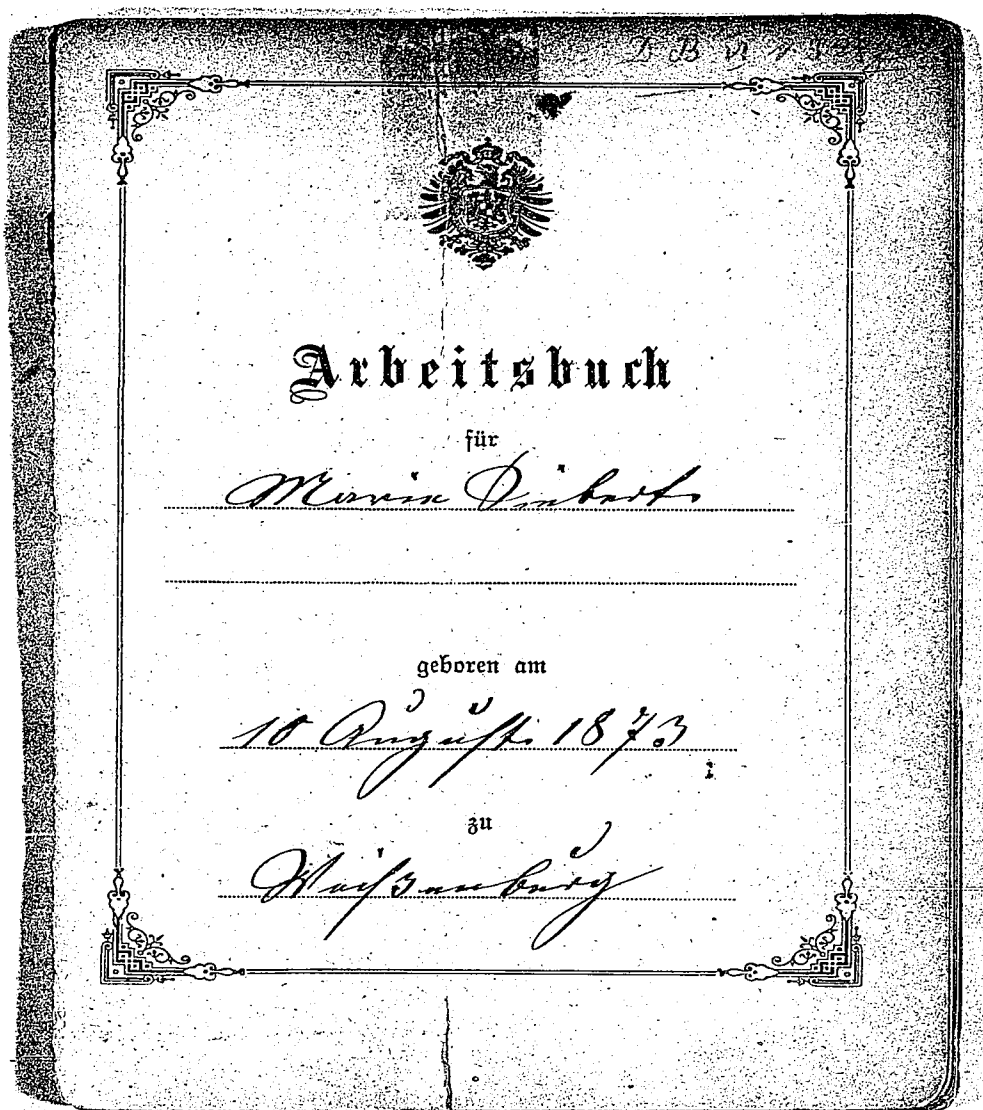 Arbeitsbuch
für
Marie Siebert
geboren am
10 August 1873
zu
Weißenburg